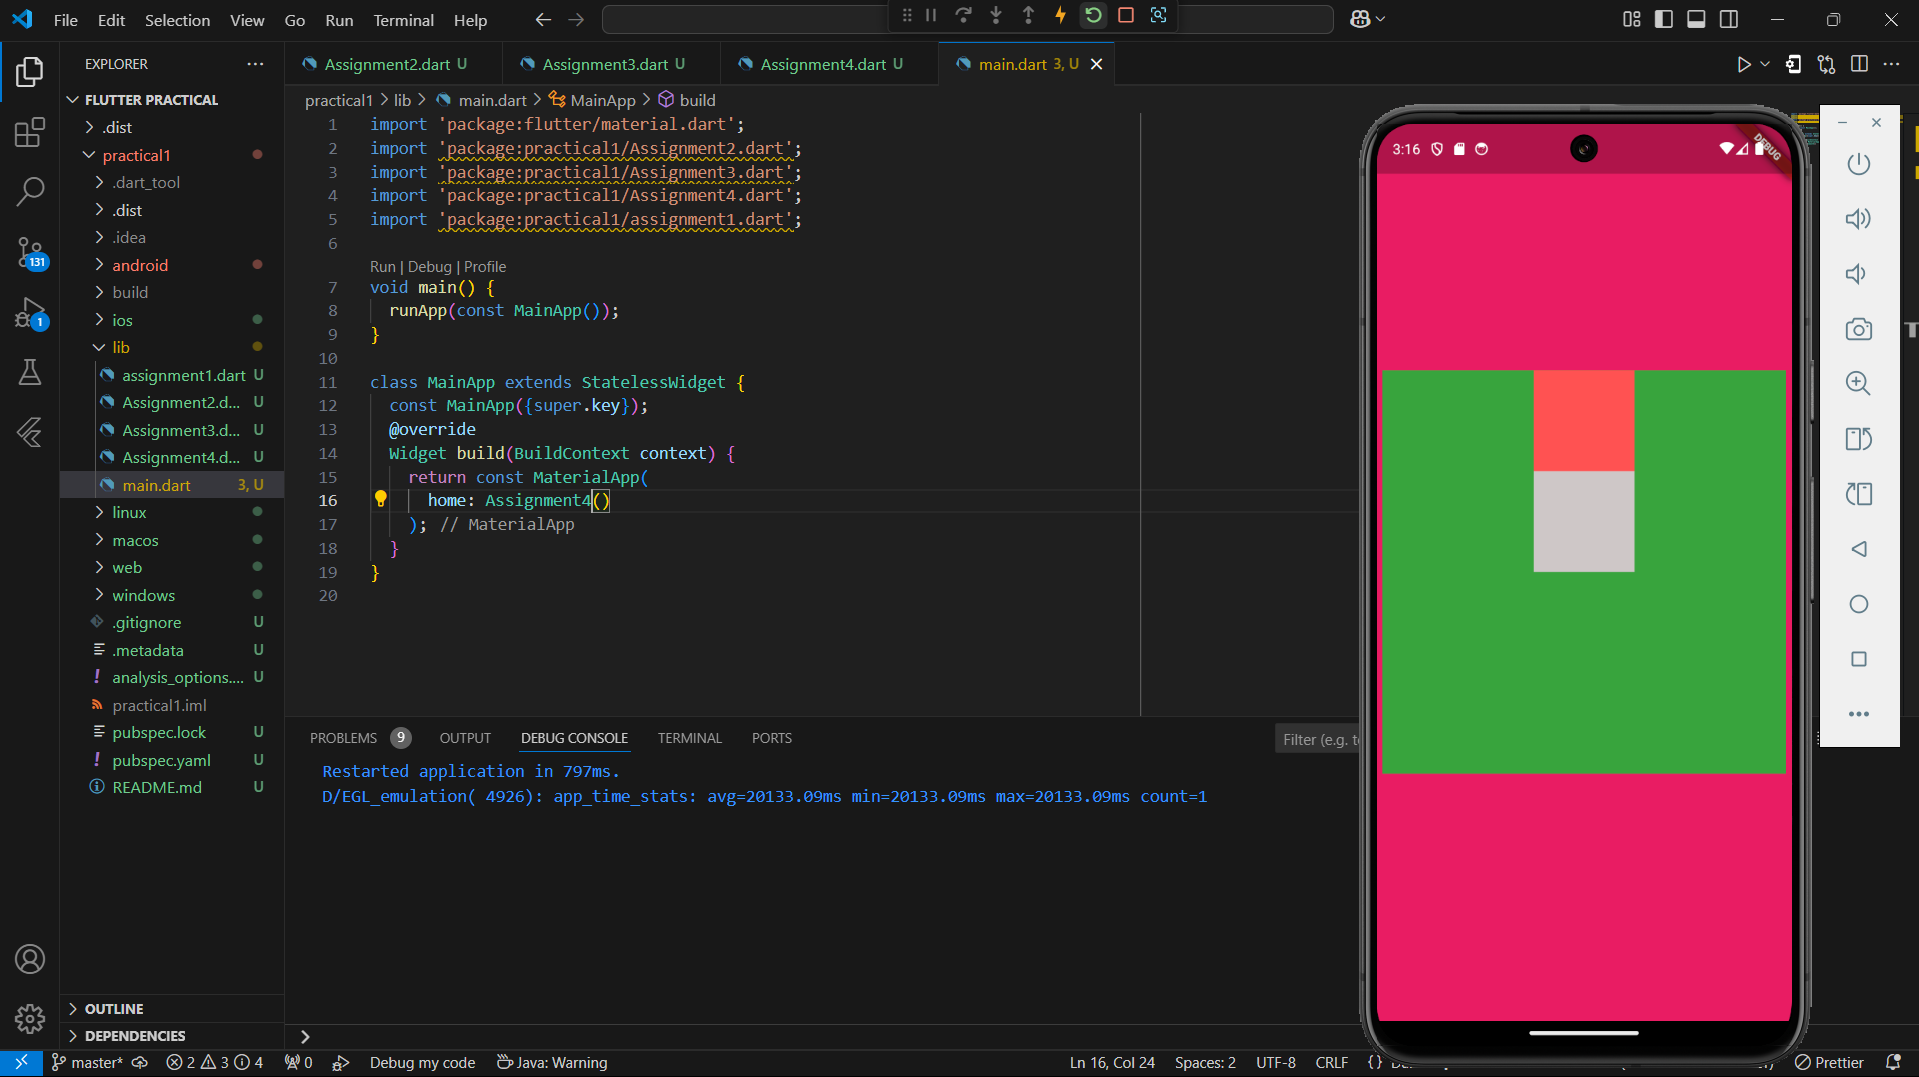 File Edit Selection View Go Run Terminal Help
EXPLORER
FLUTTER PRACTICAL
.dist
practical1
.dart_tool
.dist
.idea
android
build
ios
lib
assignment1.dart U
Assignment2.d... U
Assignment3.d... U
Assignment4.d... U
main.dart 3, U
linux
macos
web
windows
.gitignore U
.metadata U
analysis_options.... U
practical1.iml
pubspec.lock U
pubspec.yaml U
README.md U
OUTLINE
DEPENDENCIES
131
1
Assignment2.dart U Assignment3.dart U Assignment4.dart U main.dart 3, U
practical1 > lib > main.dart > MainApp > build
1 import 'package:flutter/material.dart';
2 import 'package:practical1/Assignment2.dart';
3 import 'package:practical1/Assignment3.dart';
4 import 'package:practical1/Assignment4.dart';
5 import 'package:practical1/assignment1.dart';
6
Run | Debug | Profile
7 void main() {
8 runApp(const MainApp());
9 }
10
11 class MainApp extends StatelessWidget {
12 const MainApp({super.key});
13 @override
14 Widget build(BuildContext context) {
15 return const MaterialApp(
16 home: Assignment4()
17 ); // MaterialApp
18 }
19 }
20
PROBLEMS 9 OUTPUT DEBUG CONSOLE TERMINAL PORTS
Filter (e.g.
Restarted application in 797ms.
D/EGL_emulation( 4926): app_time_stats: avg=20133.09ms min=20133.09ms max=20133.09ms count=1
3:16
DEBUG
master* 2 3 4 0 Debug my code Java: Warning
Ln 16, Col 24 Spaces: 2 UTF-8 CRLF {} Prettier